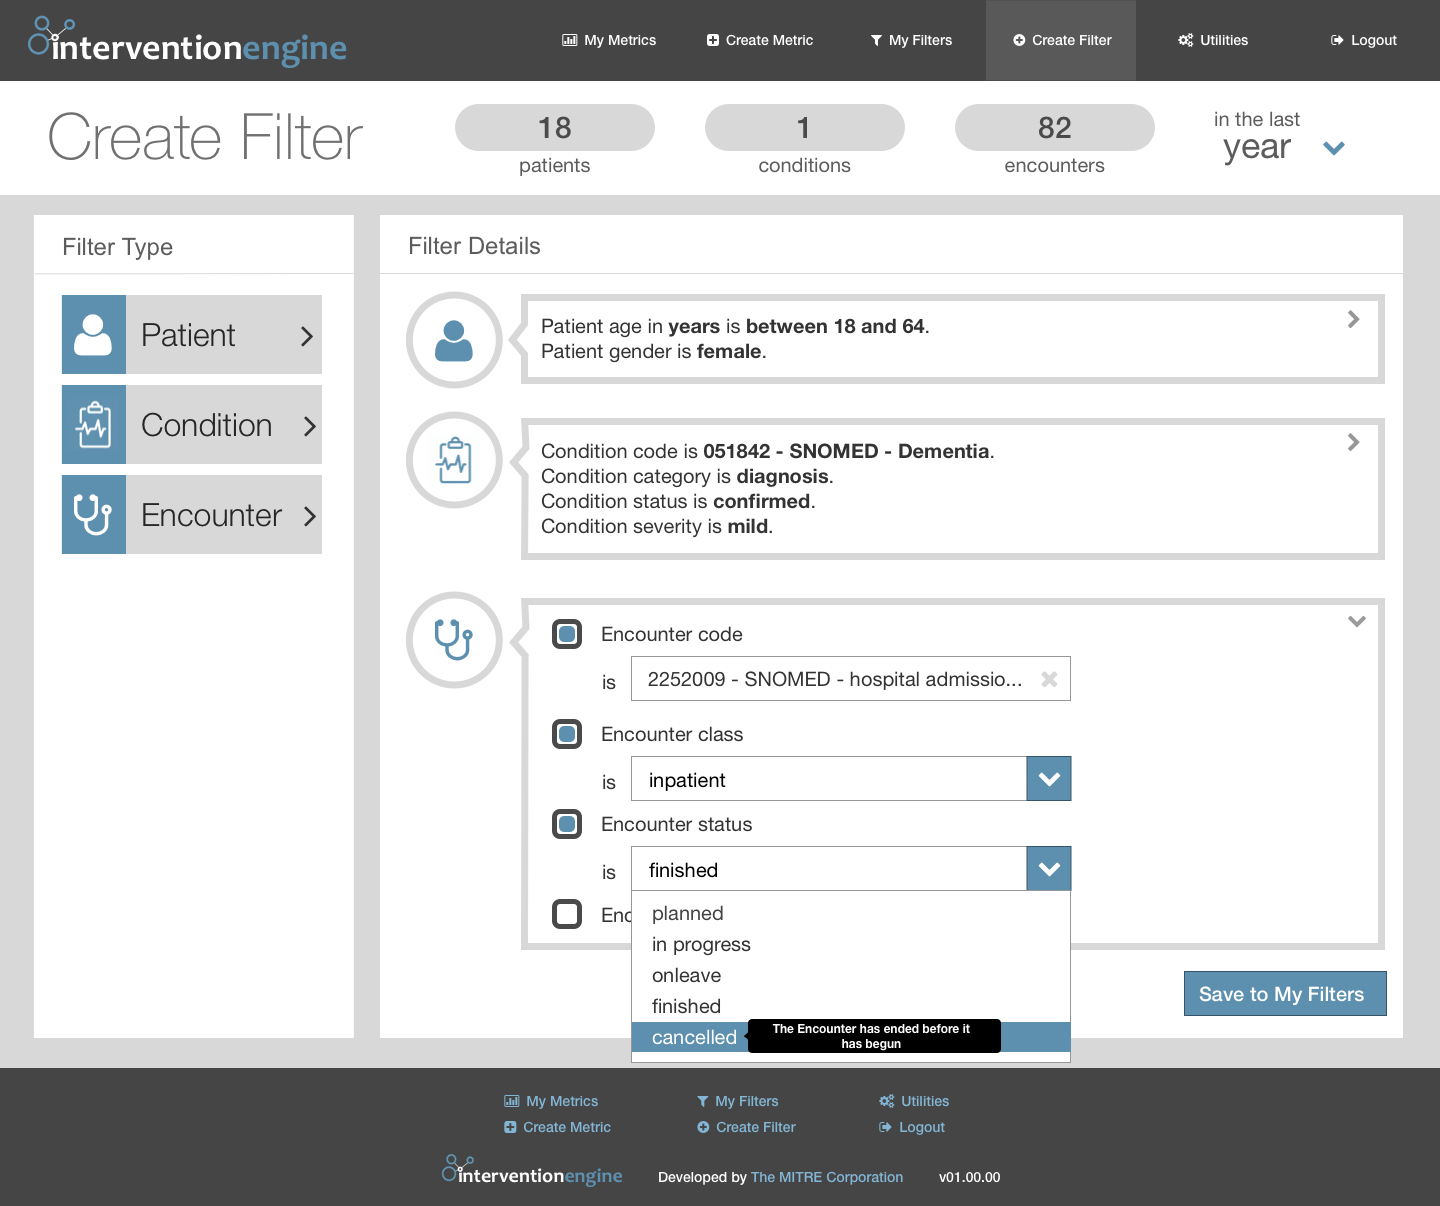 interventionengine
My Metrics
Create Metric
My Filters
Create Filter
Utilities
Logout
Create Filter
18
patients
1
conditions
82
encounters
in the last
year
Filter Type
Patient
Condition
Encounter
Filter Details
Patient age in years is between 18 and 64.
Patient gender is female.
Condition code is 051842 - SNOMED - Dementia.
Condition category is diagnosis.
Condition status is confirmed.
Condition severity is mild.
Encounter code
is 2252009 - SNOMED - hospital admissio...
Encounter class
is inpatient
Encounter status
is finished
planned
in progress
onleave
finished
cancelled
The Encounter has ended before it
has begun
Save to My Filters
My Metrics
My Filters
Utilities
Create Metric
Create Filter
Logout
interventionengine
Developed by The MITRE Corporation
v01.00.00